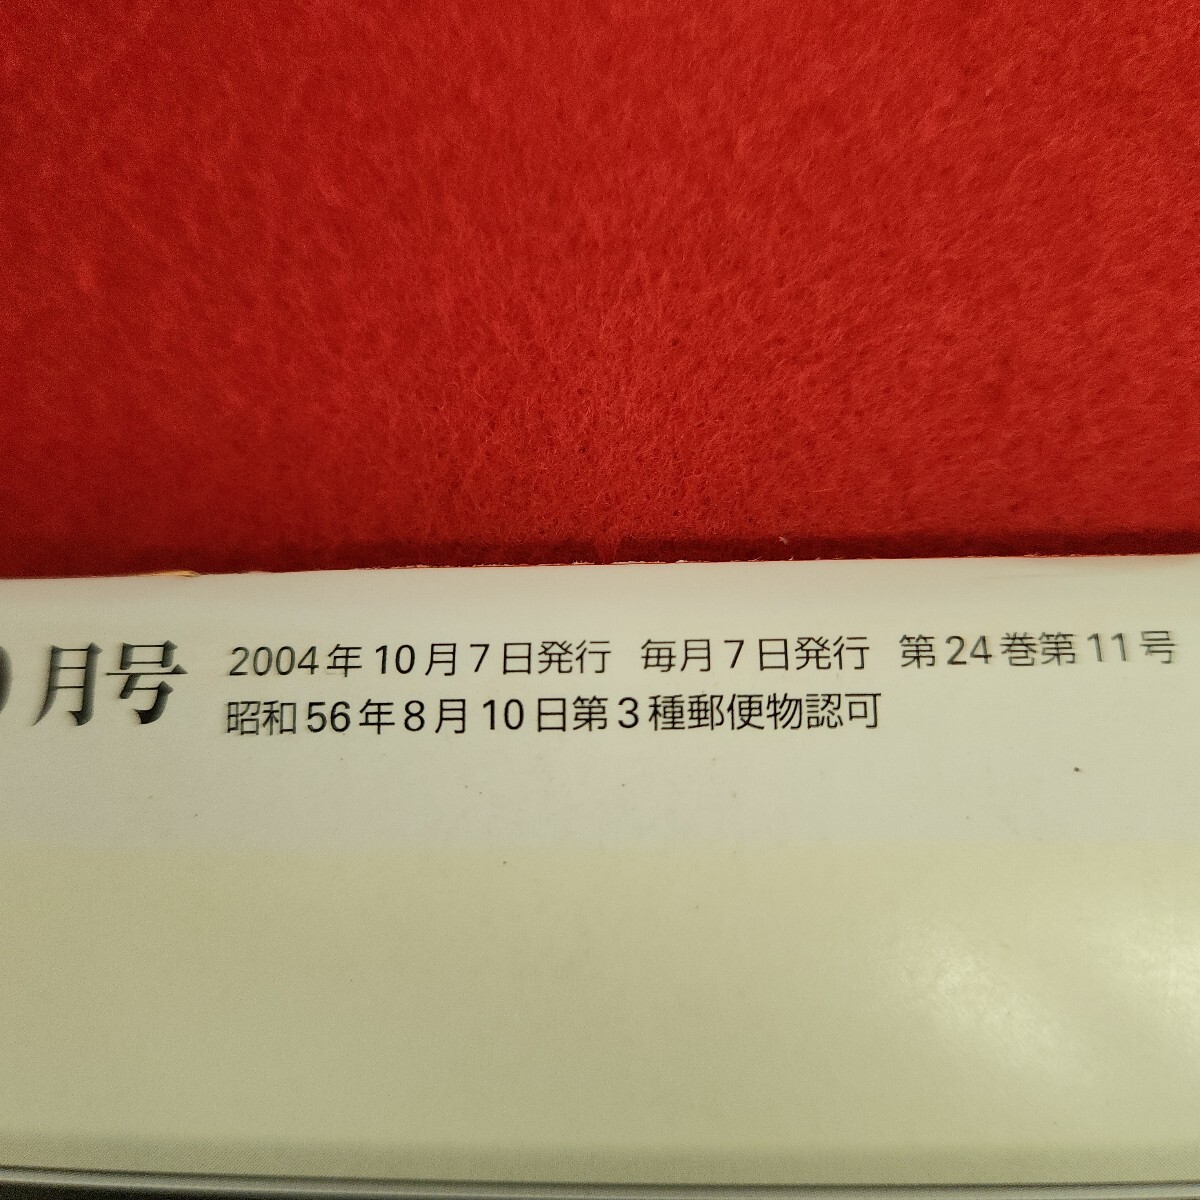 月号
2004年10月7日発行 毎月7日発行 第24巻第11号
昭和56年8月10日第3種郵便物認可